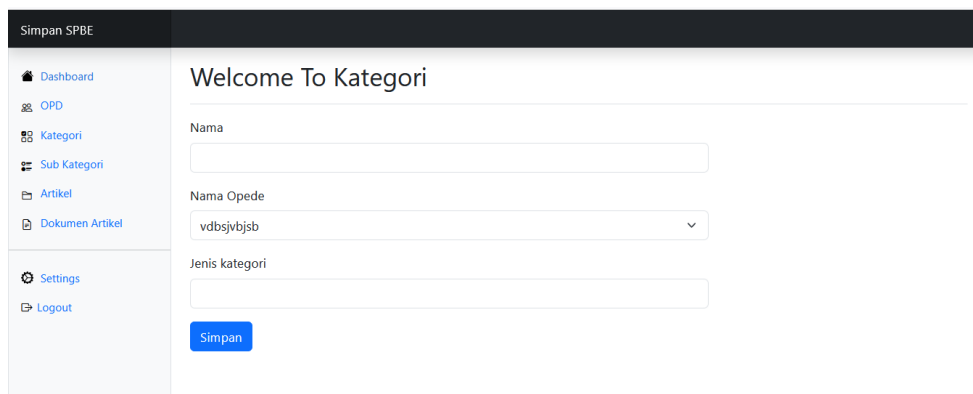 Simpan SPBE
Dashboard
OPD
Kategori
Sub Kategori
Artikel
Dokumen Artikel
Settings
Logout
Welcome To Kategori
Nama
Nama Opede
vdbsjvbjsb
Jenis kategori
Simpan